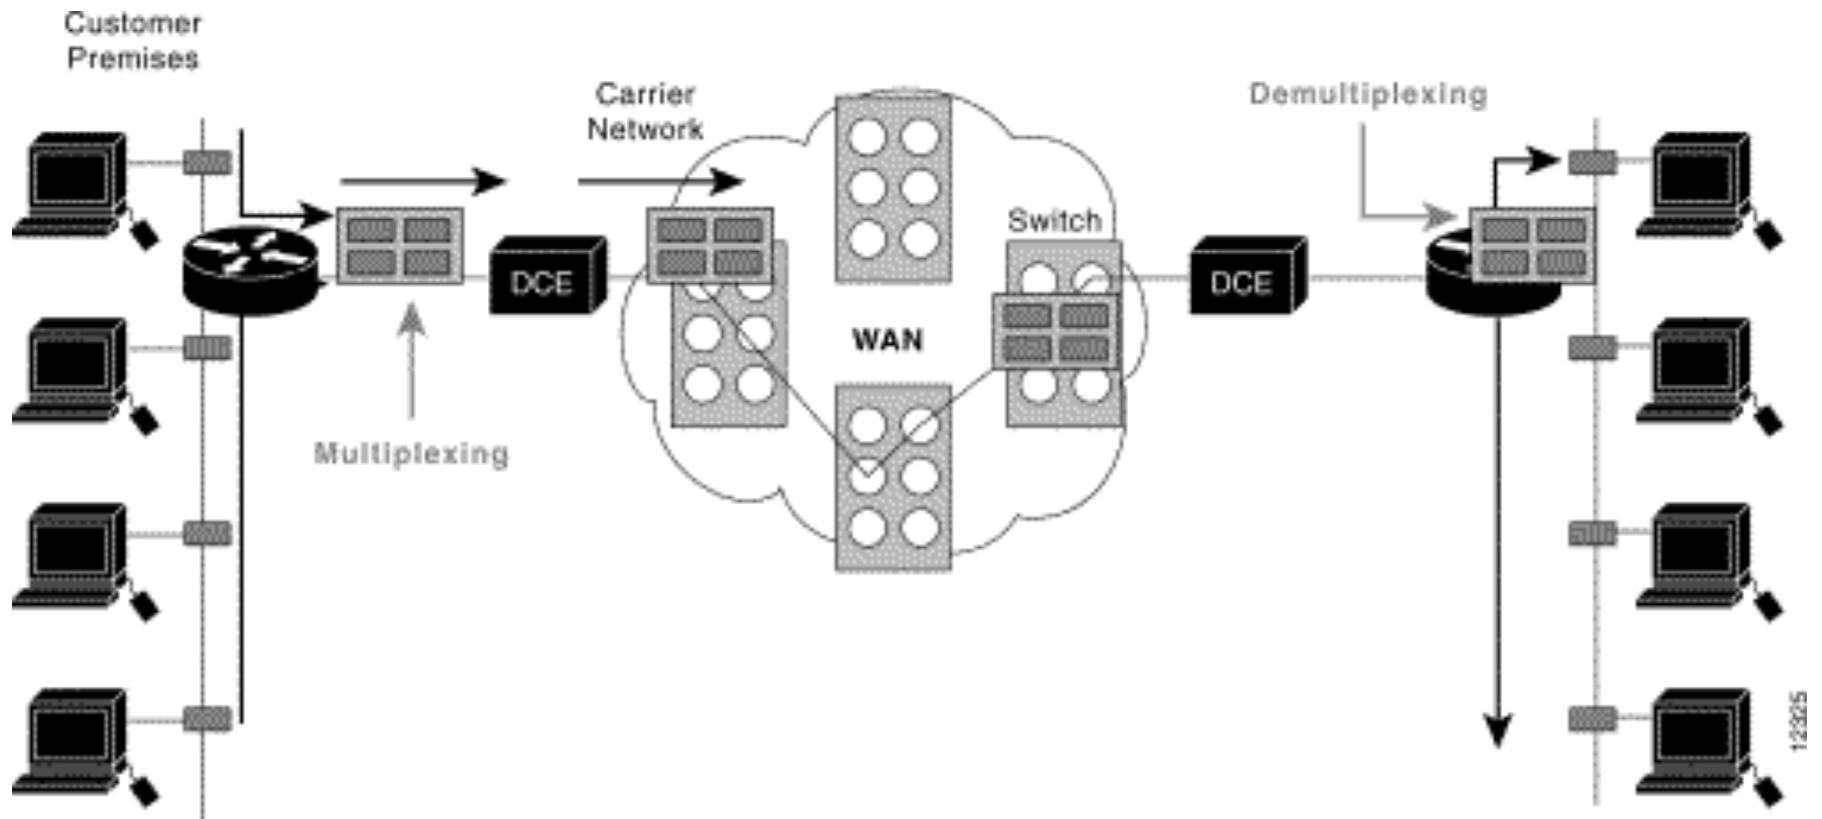 Customer
Premises
Carrier
Network
Demultiplexing
Switch
DCE
WAN
DCE
Multiplexing
12325